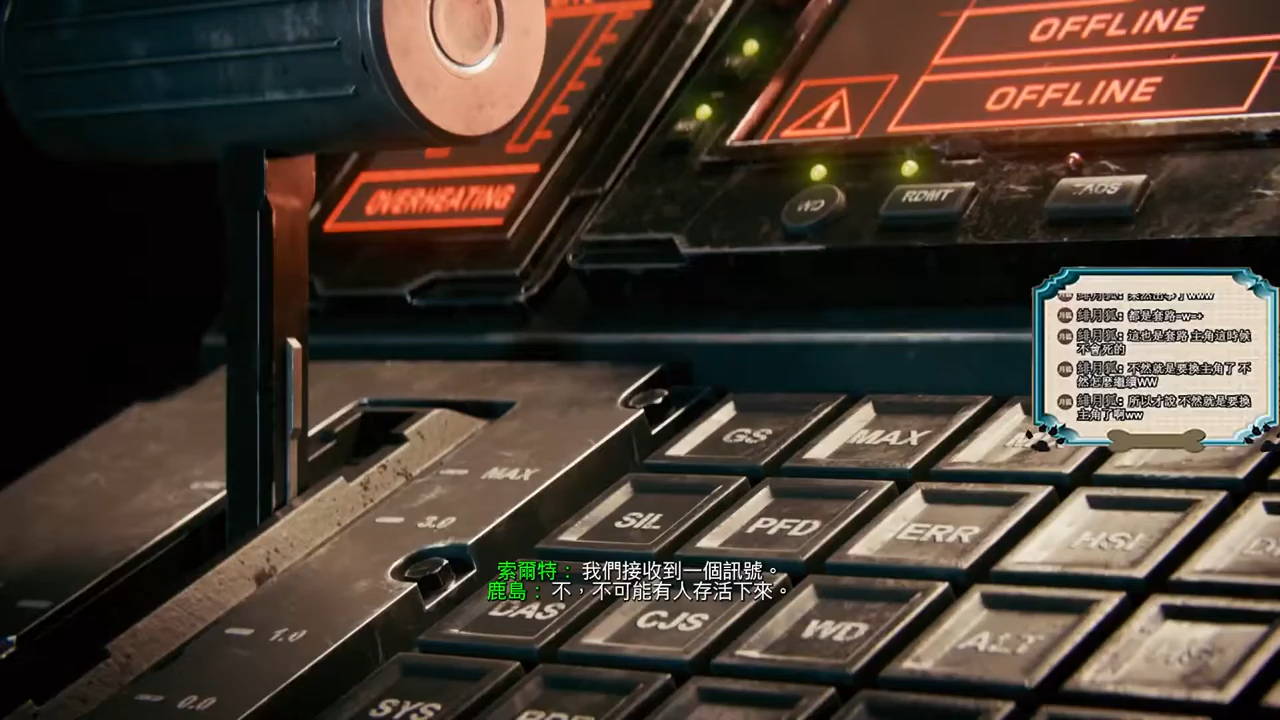 OFFLINE
OFFLINE
OVERHEATING
WD
RDMT
緋月狐: 都是套路=w=+
緋月狐: 這也是套路 主角這時候
不會死的
緋月狐: 不然就是要換主角了 不
然怎麼繼續WW
緋月狐: 所以才說 不然就是要換
主角了啊ww
GS
MAX
MAX
3.0
SIL
PFD
ERR
HSI
索爾特： 我們接收到一個訊號。
鹿島： 不，不可能有人存活下來。
DAS
CJS
WD
ALT
1.0
0.0
SYS